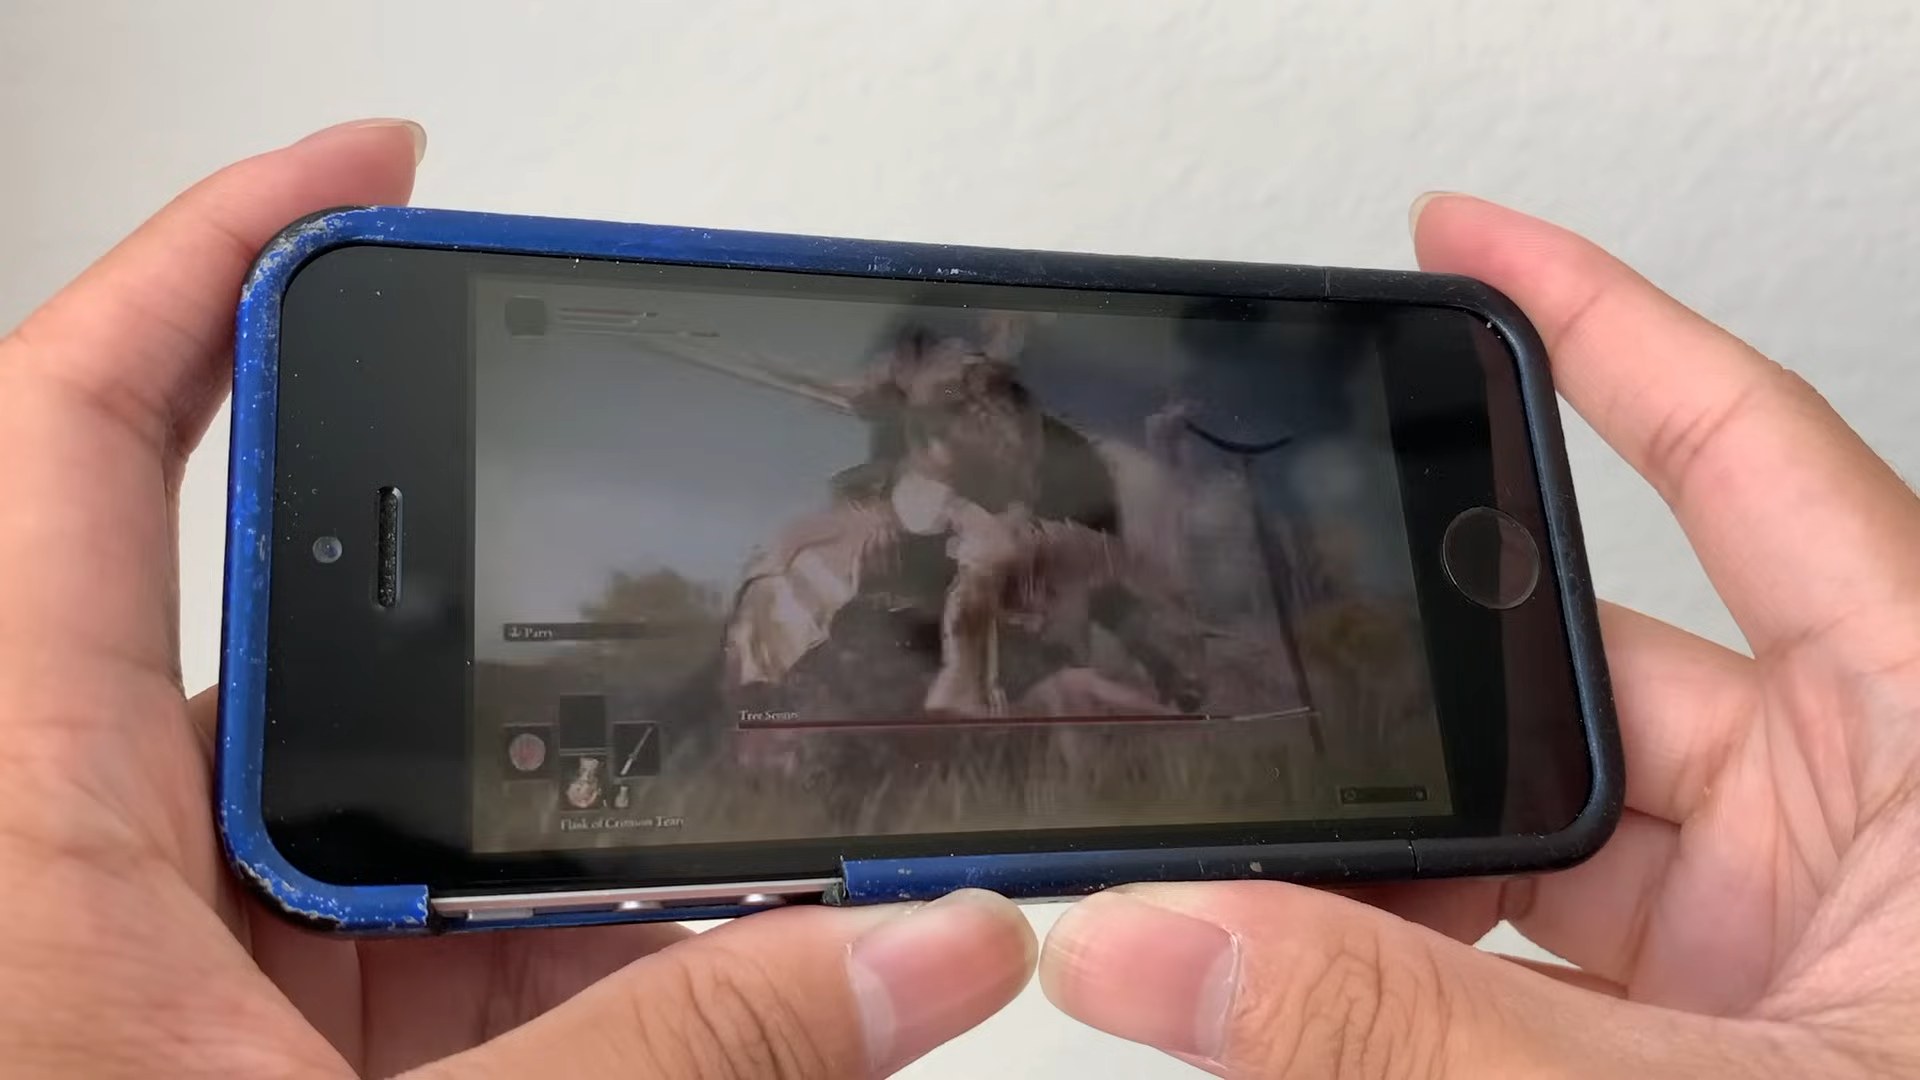 Parry
Tree Sentinel
Flask of Crimson Tears